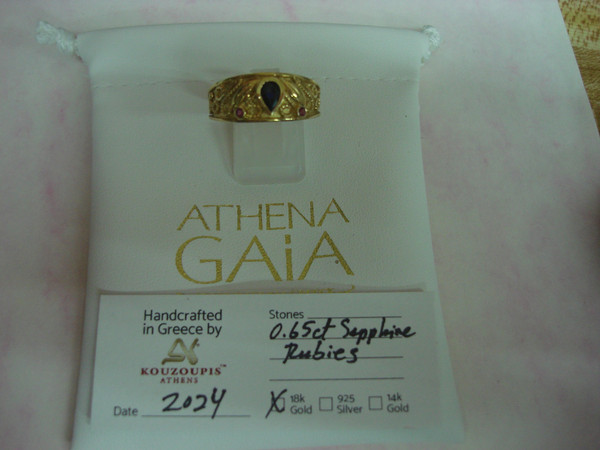 ATHENA
GAiA
Handcrafted
in Greece by
KOUZOUPIS™
ATHENS
Date 2024
Stones
0.65ct Sapphire
Rubies
X 18k Gold 925 Silver 14k Gold